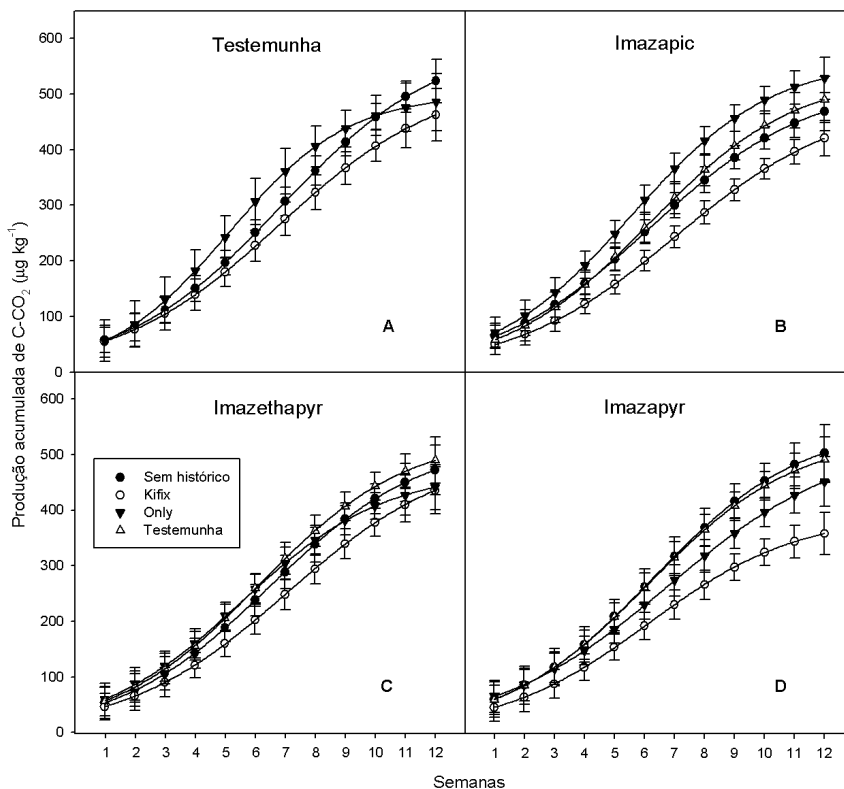 Produção acumulada de C-CO₂ (µg kg⁻¹)
Testemunha
Imazapic
600
500
400
300
200
100
0
A
B
Imazethapyr
Imazapyr
600
500
400
300
200
100
0
Sem histórico
Kifix
Only
Testemunha
C
D
1 2 3 4 5 6 7 8 9 10 11 12
1 2 3 4 5 6 7 8 9 10 11 12
Semanas